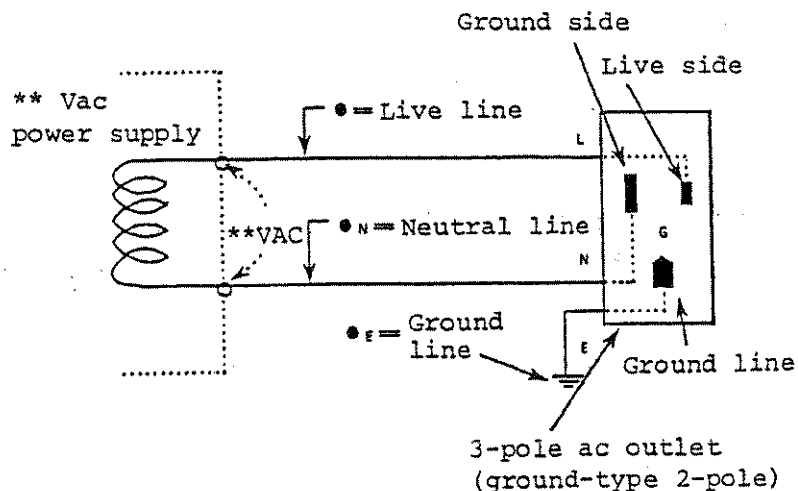 Ground side
Live side
** Vac
power supply
●= Live line
L
**VAC
●N= Neutral line
G
N
●E= Ground
line
E
Ground line
3-pole ac outlet
(ground-type 2-pole)